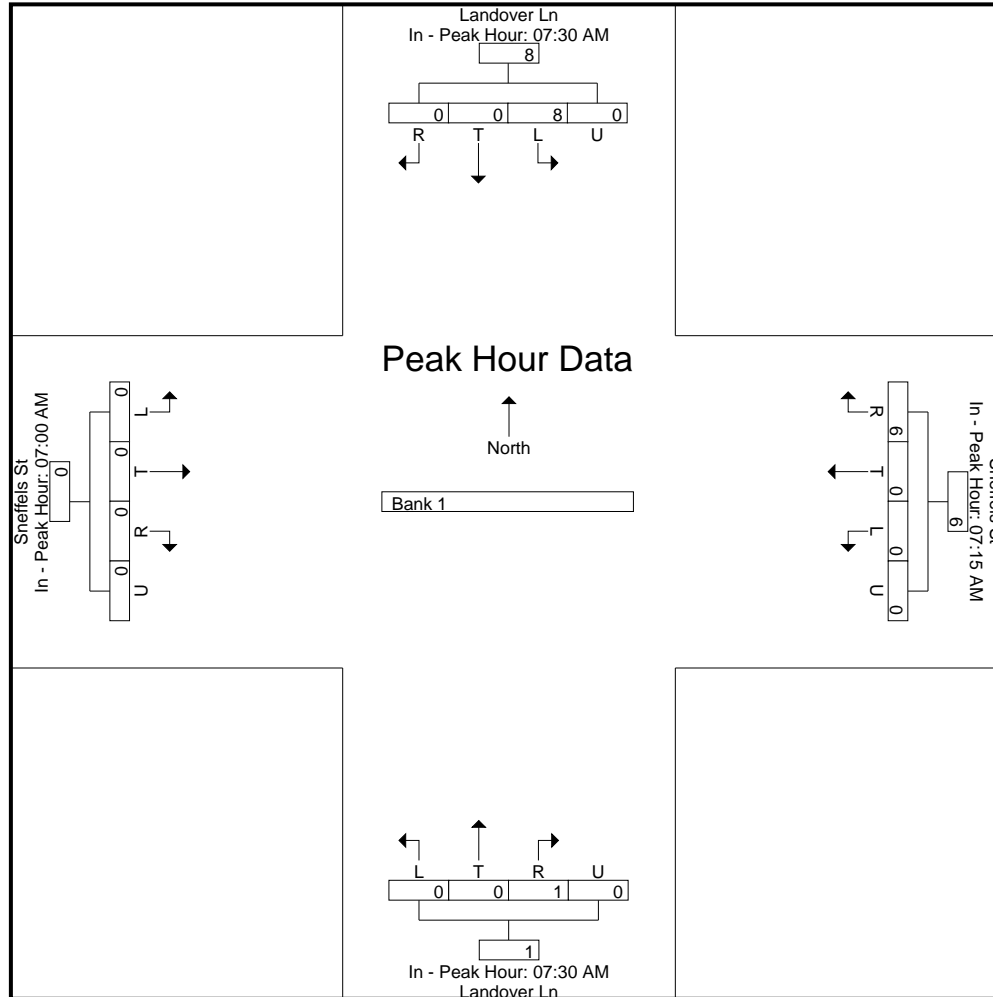 Landover Ln
In - Peak Hour: 07:30 AM
8
0 0 8 0
R T L U
Peak Hour Data
North
Bank 1
Sneffels St
In - Peak Hour: 07:00 AM
0
0 0 0 0
L T R U
In - Peak Hour: 07:15 AM
6
6 0 0 0
R T L U
L T R U
0 0 1 0
1
In - Peak Hour: 07:30 AM
Landover Ln